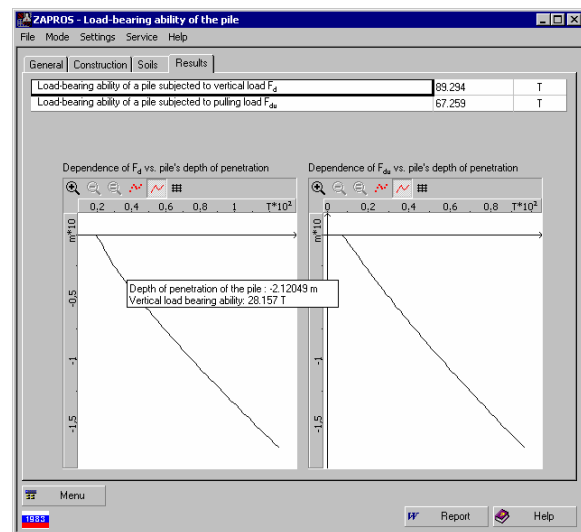 ZAPROS - Load-bearing ability of the pile
File Mode Settings Service Help
General Construction Soils Results
Load-bearing ability of a pile subjected to vertical load Fd 89.294 T
Load-bearing ability of a pile subjected to pulling load Fdu 67.259 T
Dependence of Fd vs. pile's depth of penetration
Dependence of Fdu vs. pile's depth of penetration
0,2 0,4 0,6 0,8 1 T*10²
0 0,2 0,4 0,6 0,8 T*10²
m*10
-0,5
-1
-1,5
m*10
-0,5
-1
-1,5
Depth of penetration of the pile : -2.12049 m
Vertical load bearing ability: 28.157 T
Menu
1983
W Report Help